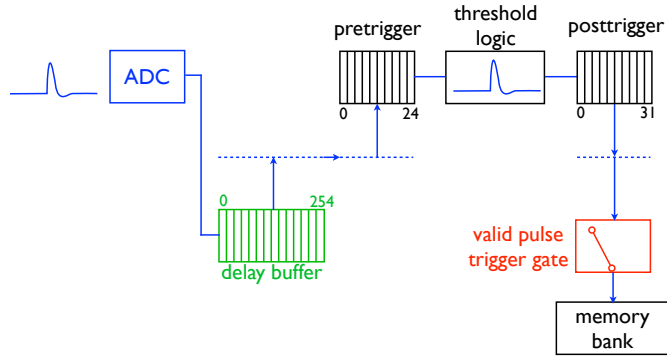 pretrigger
threshold
logic
posttrigger
ADC
0
24
0
31
0
254
delay buffer
valid pulse
trigger gate
memory
bank